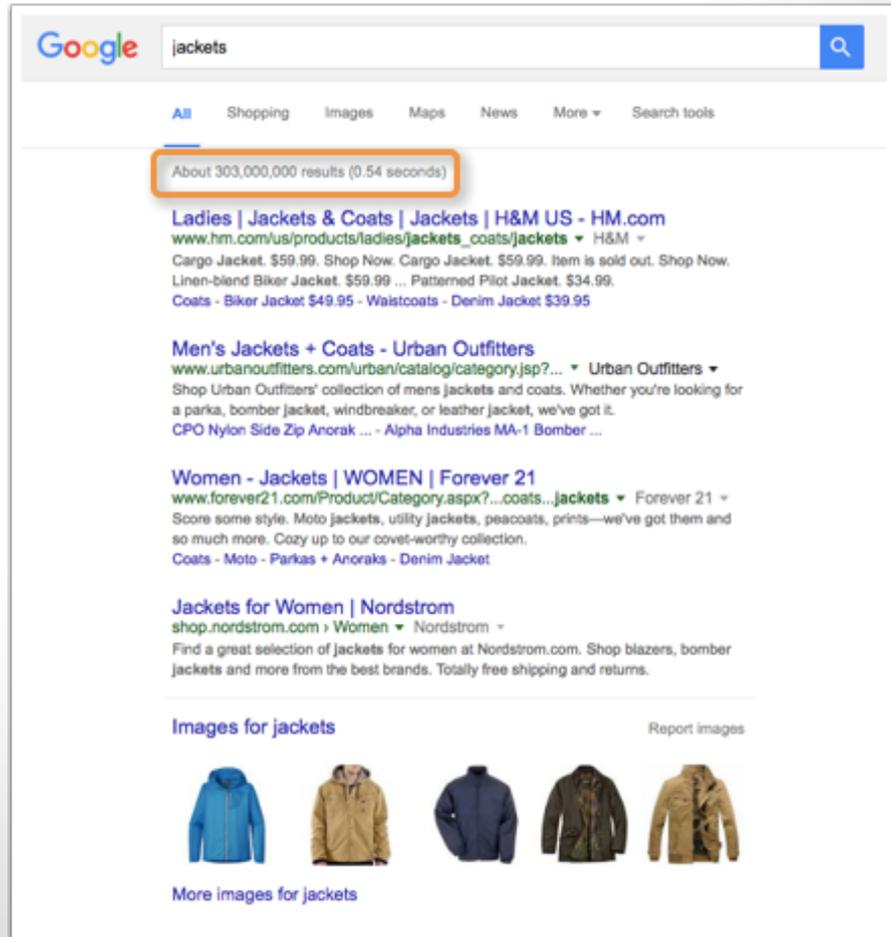 Google jackets
All Shopping Images Maps News More Search tools
About 303,000,000 results (0.54 seconds)
Ladies | Jackets & Coats | Jackets | H&M US - HM.com
www.hm.com/us/products/ladies/jackets_coats/jackets H&M
Cargo Jacket. $59.99. Shop Now. Cargo Jacket. $59.99. Item is sold out. Shop Now.
Linen-blend Biker Jacket. $59.99 ... Patterned Pilot Jacket. $34.99.
Coats - Biker Jacket $49.95 - Waistcoats - Denim Jacket $39.95
Men's Jackets + Coats - Urban Outfitters
www.urbanoutfitters.com/urban/catalog/category.jsp?... Urban Outfitters
Shop Urban Outfitters' collection of mens jackets and coats. Whether you're looking for
a parka, bomber jacket, windbreaker, or leather jacket, we've got it.
CPO Nylon Side Zip Anorak ... - Alpha Industries MA-1 Bomber ...
Women - Jackets | WOMEN | Forever 21
www.forever21.com/Product/Category.aspx?...coats...jackets Forever 21
Score some style. Moto jackets, utility jackets, peacoats, prints—we've got them and
so much more. Cozy up to our covet-worthy collection.
Coats - Moto - Parkas + Anoraks - Denim Jacket
Jackets for Women | Nordstrom
shop.nordstrom.com › Women Nordstrom
Find a great selection of jackets for women at Nordstrom.com. Shop blazers, bomber
jackets and more from the best brands. Totally free shipping and returns.
Images for jackets Report images
More images for jackets